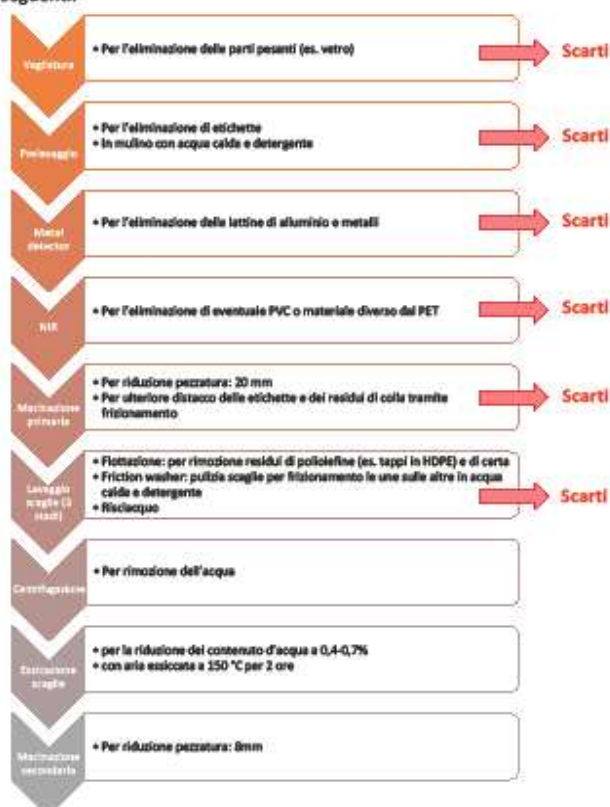 seguenti:
Vagliatura
• Per l'eliminazione delle parti pesanti (es. vetro)
Scarti
Prelavaggio
• Per l'eliminazione di etichette
• In mulino con acqua calda e detergente
Scarti
Metal
detector
• Per l'eliminazione delle lattine di alluminio e metalli
Scarti
NIR
• Per l'eliminazione di eventuale PVC o materiale diverso dal PET
Scarti
Macinazione
primaria
• Per riduzione pezzatura: 20 mm
• Per ulteriore distacco delle etichette e dei residui di colla tramite
frizionamento
Scarti
Lavaggio
scaglie (3
stadi)
• Flottazione: per rimozione residui di poliolefine (es. tappi in HDPE) e di carta
• Friction washer: pulizia scaglie per frizionamento le une sulle altre in acqua
calda e detergente
• Risciacquo
Scarti
Centrifugazione
• Per rimozione dell'acqua
Essiccazione
scaglie
• per la riduzione del contenuto d'acqua a 0,4-0,7%
• con aria essiccata a 150 °C per 2 ore
Macinazione
secondaria
• Per riduzione pezzatura: 8mm